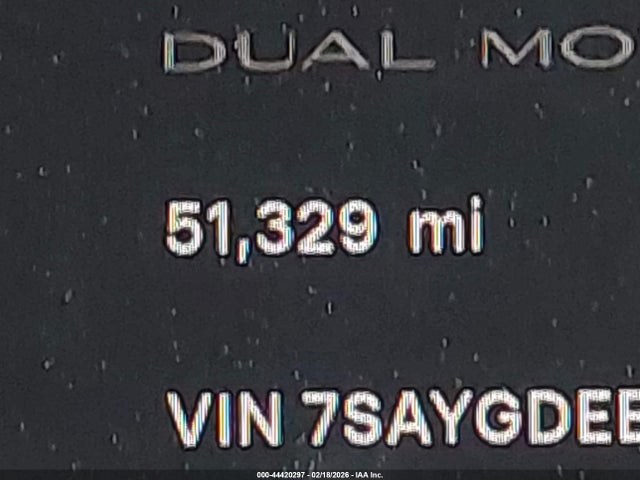 DUAL MO
51,329 mi
VIN 7SAYGDEE
000-44420297 - 02/18/2026 - IAA Inc.